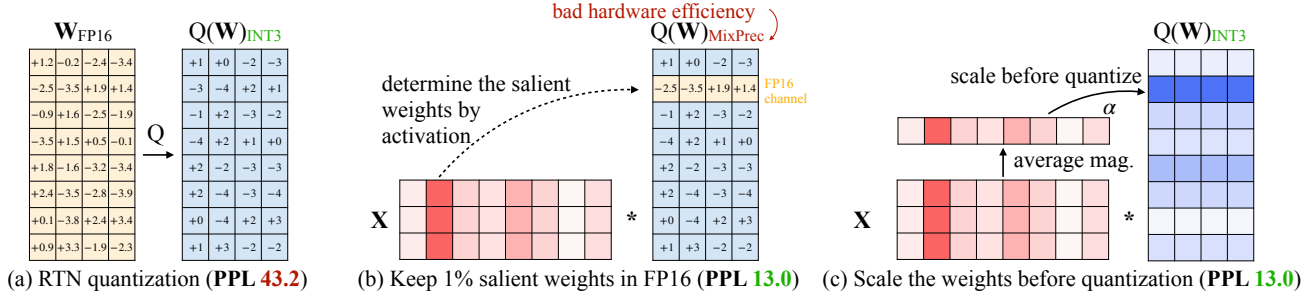 bad hardware efficiency
W_FP16
Q(W)_INT3
+1.2 −0.2 −2.4 −3.4
−2.5 −3.5 +1.9 +1.4
−0.9 +1.6 −2.5 −1.9
−3.5 +1.5 +0.5 −0.1
+1.8 −1.6 −3.2 −3.4
+2.4 −3.5 −2.8 −3.9
+0.1 −3.8 +2.4 +3.4
+0.9 +3.3 −1.9 −2.3
Q
+1 +0 −2 −3
−3 −4 +2 +1
−1 +2 −3 −2
−4 +2 +1 +0
+2 −2 −3 −3
+2 −4 −3 −4
+0 −4 +2 +3
+1 +3 −2 −2
(a) RTN quantization (PPL 43.2)
Q(W)_MixPrec
determine the salient
weights by
activation
+1 +0 −2 −3
−2.5 −3.5 +1.9 +1.4
−1 +2 −3 −2
−4 +2 +1 +0
+2 −2 −3 −3
+2 −4 −3 −4
+0 −4 +2 +3
+1 +3 −2 −2
FP16
channel
X
*
(b) Keep 1% salient weights in FP16 (PPL 13.0)
Q(W)_INT3
scale before quantize
α
average mag.
X
*
(c) Scale the weights before quantization (PPL 13.0)